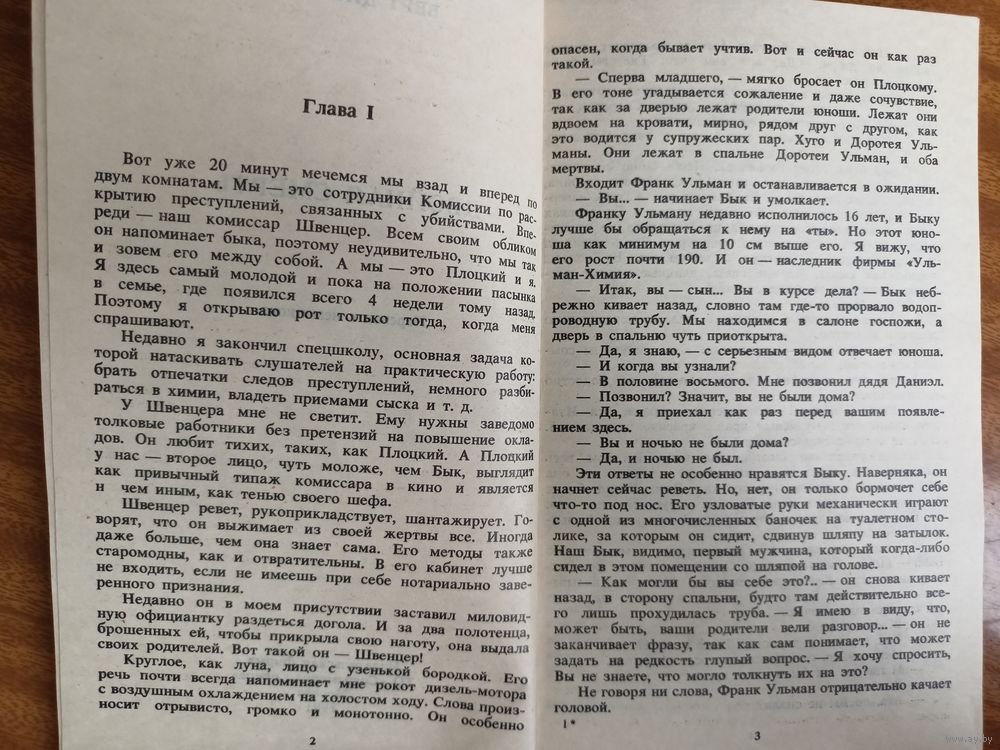 Глава I
Вот уже 20 минут мечемся мы взад и вперед по
двум комнатам. Мы — это сотрудники Комиссии по рас-
крытию преступлений, связанных с убийствами. Впе-
реди — наш комиссар Швенцер. Всем своим обликом
он напоминает быка, поэтому неудивительно, что мы так
и зовем его между собой. А мы — это Плоцкий и я.
Я здесь самый молодой и пока на положении пасынка
в семье, где появился всего 4 недели тому назад.
Поэтому я открываю рот только тогда, когда меня
спрашивают.
Недавно я закончил спецшколу, основная задача ко-
торой натаскивать слушателей на практическую работу:
брать отпечатки следов преступлений, немного разби-
раться в химии, владеть приемами сыска и т. д.
У Швенцера мне не светит. Ему нужны заведомо
толковые работники без претензий на повышение окла-
дов. Он любит тихих, таких, как Плоцкий. А Плоцкий
у нас — второе лицо, чуть моложе, чем Бык, выглядит
как привычный типаж комиссара в кино и является
н чем иным, как тенью своего шефа.
Швенцер ревет, рукоприкладствует, шантажирует. Го-
ворят, что он выжимает из своей жертвы все. Иногда
даже больше, чем она знает сама. Его методы также
старомодны, как и отвратительны. В его кабинет лучше
не входить, если не имеешь при себе нотариально заве-
ренного признания.
Недавно он в моем присутствии заставил миловид-
ную официантку раздеться догола. И за два полотенца,
брошенных ей, чтобы прикрыла свою наготу, она выдала
своих родителей. Вот такой он — Швенцер!
Круглое, как луна, лицо с узенькой бородкой. Его
речь почти всегда напоминает мне рокот дизель-мотора
с воздушным охлаждением на холостом ходу. Слова произ-
носит отрывисто, громко и монотонно. Он особенно
2
опасен, когда бывает учтив. Вот и сейчас он как раз
такой.
— Сперва младшего, — мягко бросает он Плоцкому.
В его тоне угадывается сожаление и даже сочувствие,
так как за дверью лежат родители юноши. Лежат они
вдвоем на кровати, мирно, рядом друг с другом, как
это водится у супружеских пар. Хуго и Доротея Уль-
маны. Они лежат в спальне Доротеи Ульман, и оба
мертвы.
Входит Франк Ульман и останавливается в ожидании.
— Вы... — начинает Бык и умолкает.
Франку Ульману недавно исполнилось 16 лет, и Быку
лучше бы обращаться к нему на «ты». Но этот юно-
ша как минимум на 10 см выше его. Я вижу, что
его рост почти 190. И он — наследник фирмы «Уль-
ман-Химия».
— Итак, вы — сын... Вы в курсе дела? — Бык неб-
режно кивает назад, словно там где-то прорвало водоп-
роводную трубу. Мы находимся в салоне госпожи, а
дверь в спальню чуть приоткрыта.
— Да, я знаю, — с серьезным видом отвечает юноша.
— И когда вы узнали?
— В половине восьмого. Мне позвонил дядя Даниэл.
— Позвонил? Значит, вы не были дома?
— Да, я приехал как раз перед вашим появле-
нием здесь.
— Вы и ночью не были дома?
— Да, и ночью не был.
Эти ответы не особенно нравятся Быку. Наверняка, он
начнет сейчас реветь. Но, нет, он только бормочет себе
что-то под нос. Его узловатые руки механически играют
с одной из многочисленных баночек на туалетном сто-
лике, за которым он сидит, сдвинув шляпу на затылок.
Наш Бык, видимо, первый мужчина, который когда-либо
сидел в этом помещении со шляпой на голове.
— Как могли бы вы себе это?.. — он снова кивает
назад, в сторону спальни, будто там действительно все-
го лишь прохудилась труба. — Я имею в виду, что,
может быть, ваши родители вели разговор... — он не
заканчивает фразу, так как сам понимает, что может
задать на редкость глупый вопрос. — Я хочу спросить,
Вы не знаете, что могло толкнуть их на это?
Не говоря ни слова, Франк Ульман отрицательно качает
головой.
1*
3
www.ay.by